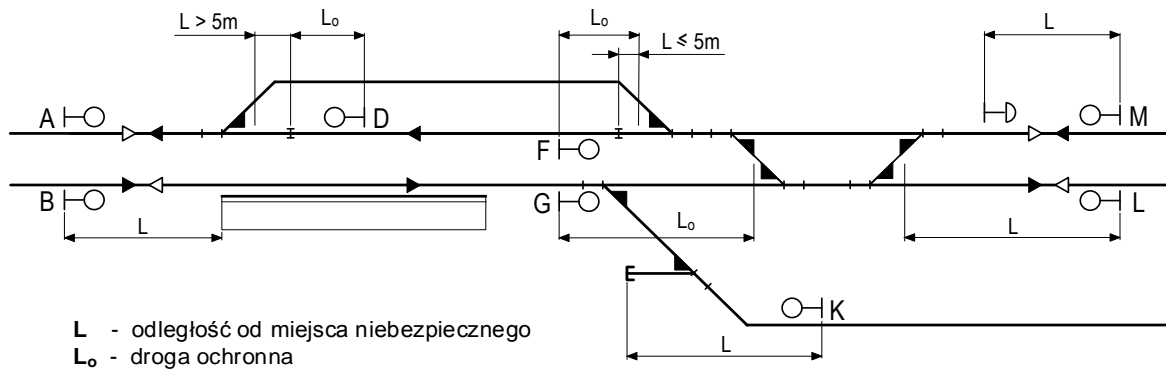 L > 5m Lₒ Lₒ L
L ≤ 5m
A D M
F
B G L
L Lₒ L
K
L - odległość od miejsca niebezpiecznego
Lₒ - droga ochronna
L